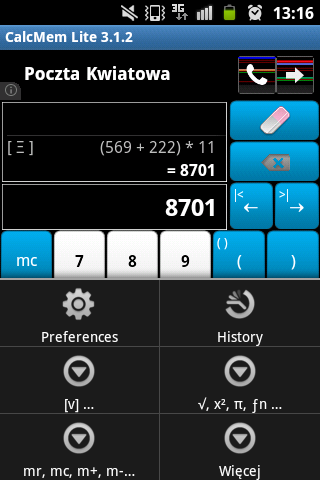 3G
13:16
CalcMem Lite 3.1.2
Poczta Kwiatowa
[ Ξ ] (569 + 222) * 11
= 8701
8701
|< ←
>| →
mc 7 8 9 ( ) ( )
Preferences
History
[v] ...
√, x², π, ƒn ...
mr, mc, m+, m-...
Więcej